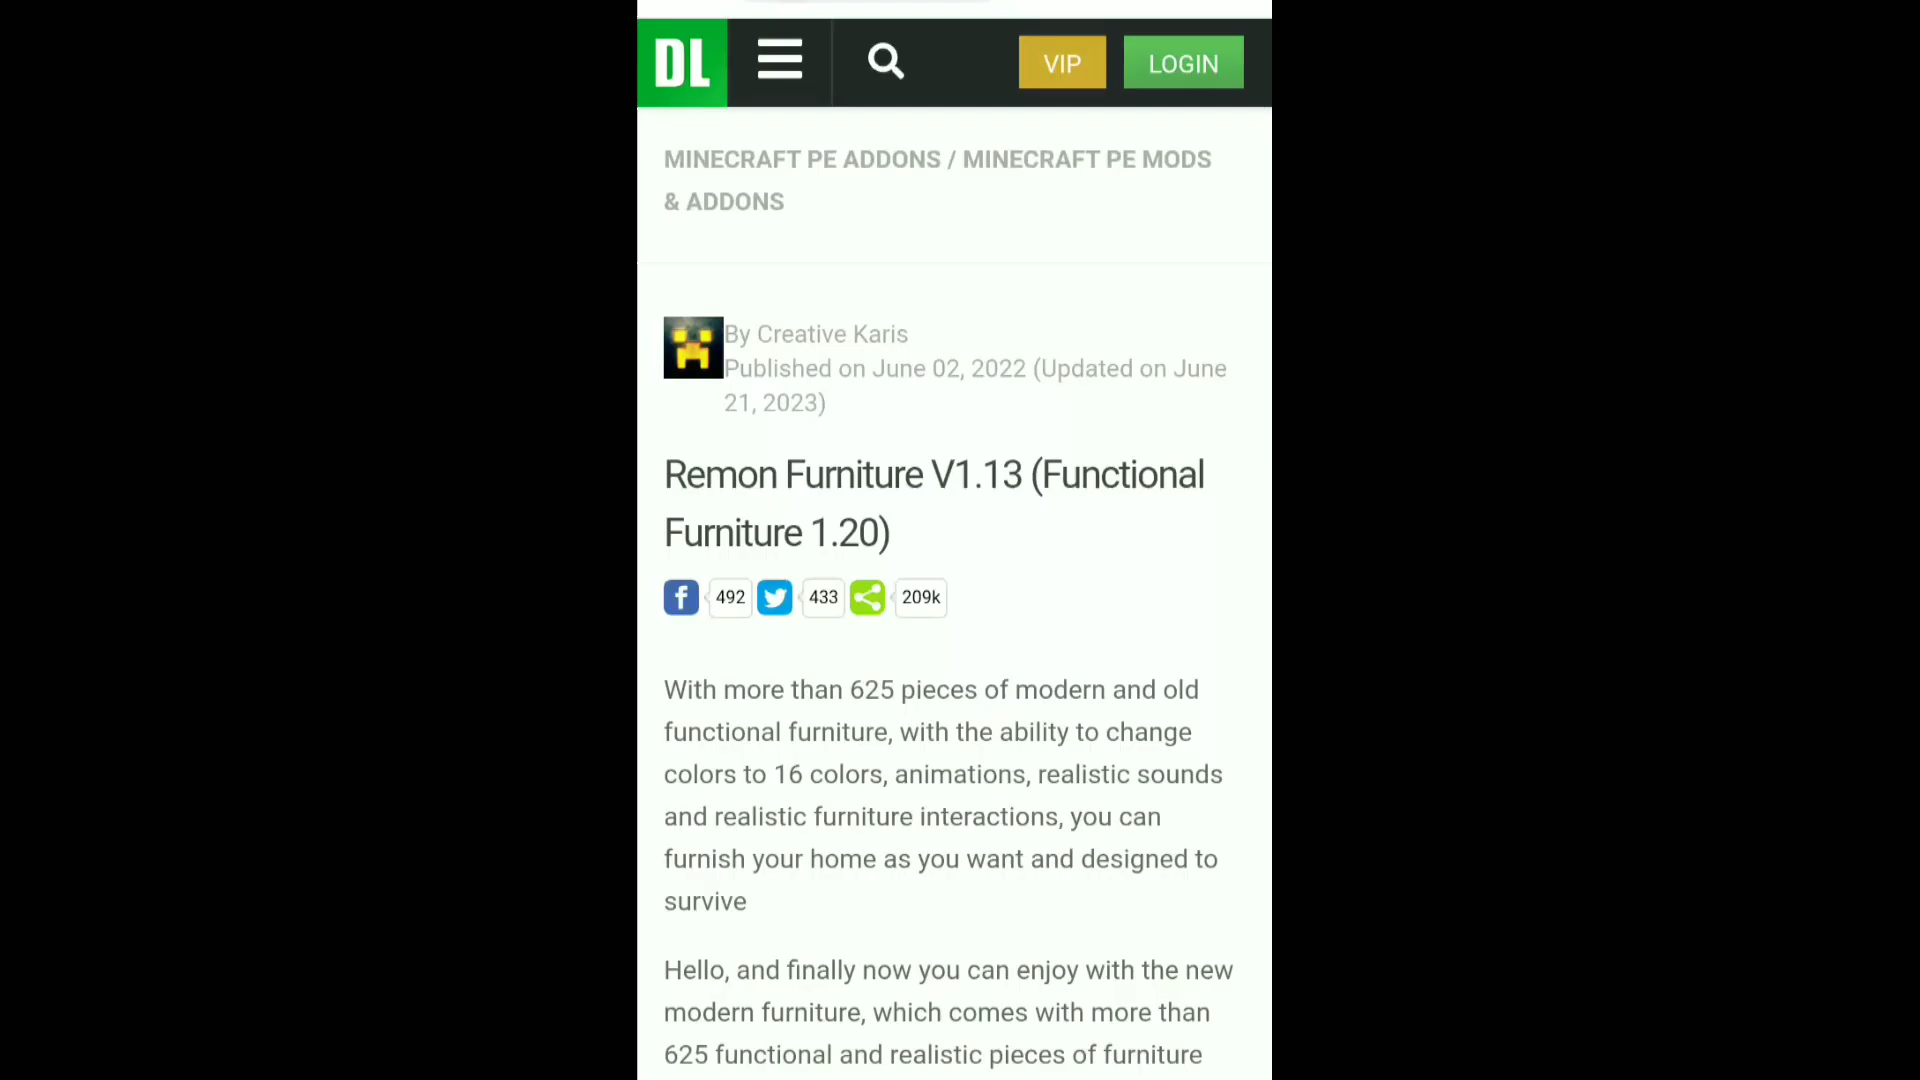 DL
VIP
LOGIN
MINECRAFT PE ADDONS / MINECRAFT PE MODS
& ADDONS
By Creative Karis
Published on June 02, 2022 (Updated on June
21, 2023)
Remon Furniture V1.13 (Functional
Furniture 1.20)
492
433
209k
With more than 625 pieces of modern and old
functional furniture, with the ability to change
colors to 16 colors, animations, realistic sounds
and realistic furniture interactions, you can
furnish your home as you want and designed to
survive
Hello, and finally now you can enjoy with the new
modern furniture, which comes with more than
625 functional and realistic pieces of furniture